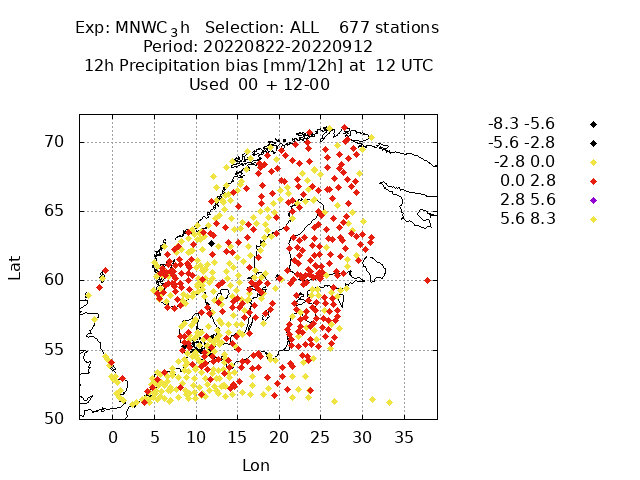 Exp: MNWC_3h Selection: ALL 677 stations
Period: 20220822-20220912
12h Precipitation bias [mm/12h] at 12 UTC
Used 00 + 12-00
-8.3 -5.6
-5.6 -2.8
-2.8 0.0
0.0 2.8
2.8 5.6
5.6 8.3
70
65
60
55
50
Lat
0 5 10 15 20 25 30 35
Lon